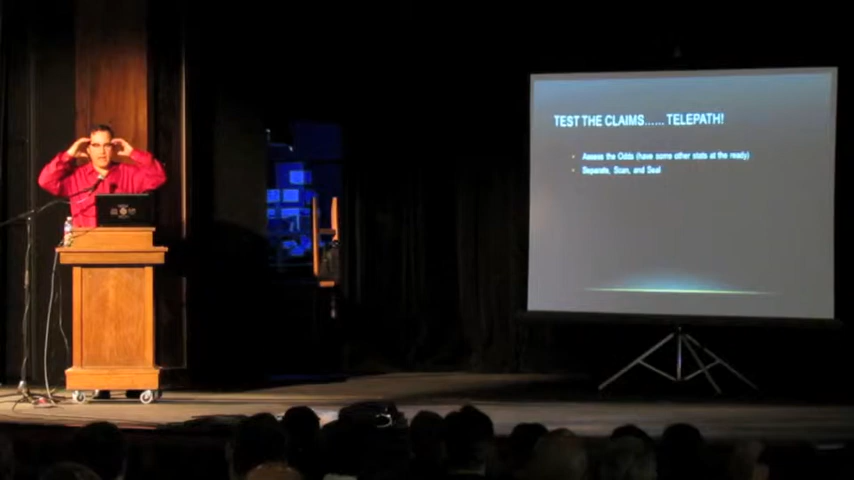 TEST THE CLAIMS...... TELEPATH!
Assess the Odds (have some other stats at the ready)
Separate, Scan, and Seal